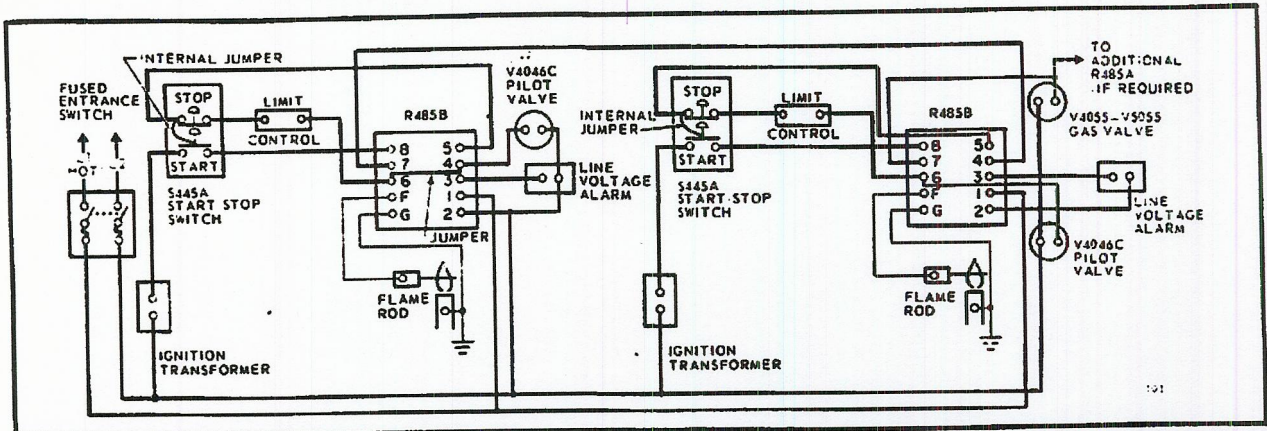 INTERNAL JUMPER
FUSED
ENTRANCE
SWITCH
HOT
STOP
START
LIMIT
CONTROL
S445A
START STOP
SWITCH
IGNITION
TRANSFORMER
R485B
8
7
6
F
G
5
4
3
1
2
JUMPER
V4046C
PILOT
VALVE
LINE
VOLTAGE
ALARM
FLAME
ROD
INTERNAL
JUMPER
STOP
START
LIMIT
CONTROL
S445A
START-STOP
SWITCH
IGNITION
TRANSFORMER
R485B
8
7
6
F
G
5
4
3
1
2
FLAME
ROD
TO
ADDITIONAL
R485A
IF REQUIRED
V4055-V5055
GAS VALVE
LINE
VOLTAGE
ALARM
V4046C
PILOT
VALVE